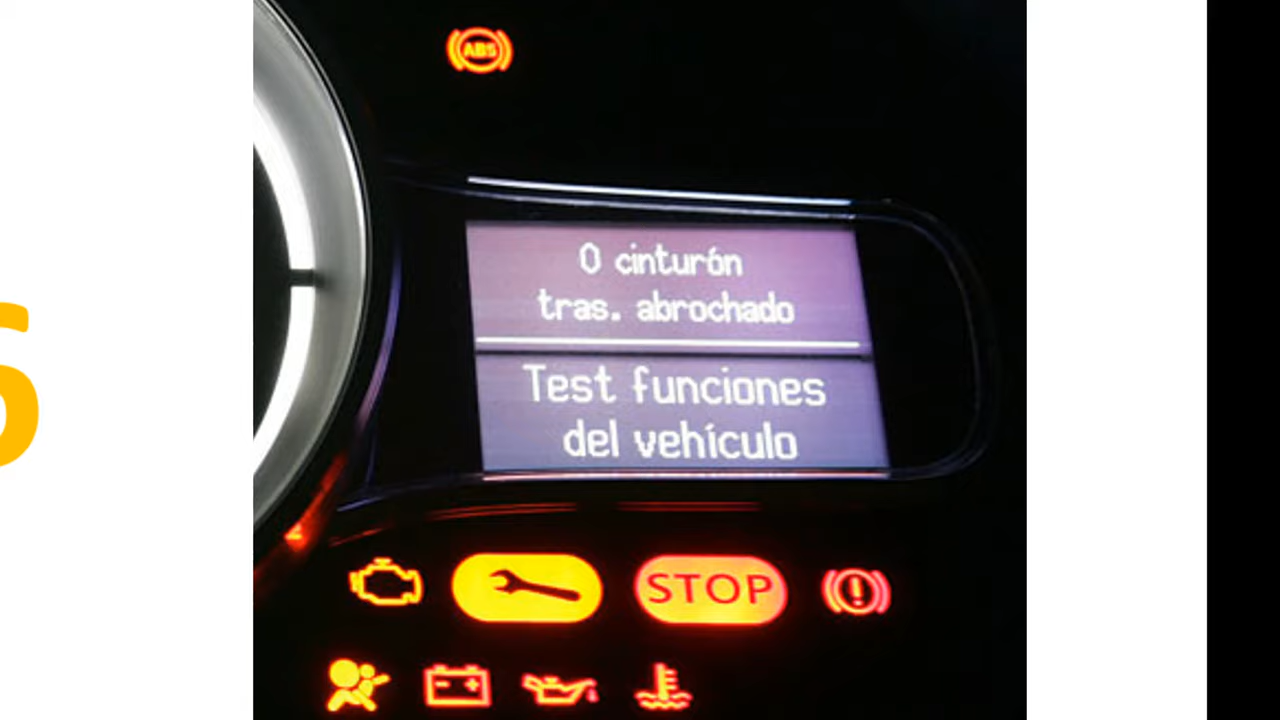 ABS
0 cinturón
tras. abrochado
Test funciones
del vehículo
STOP